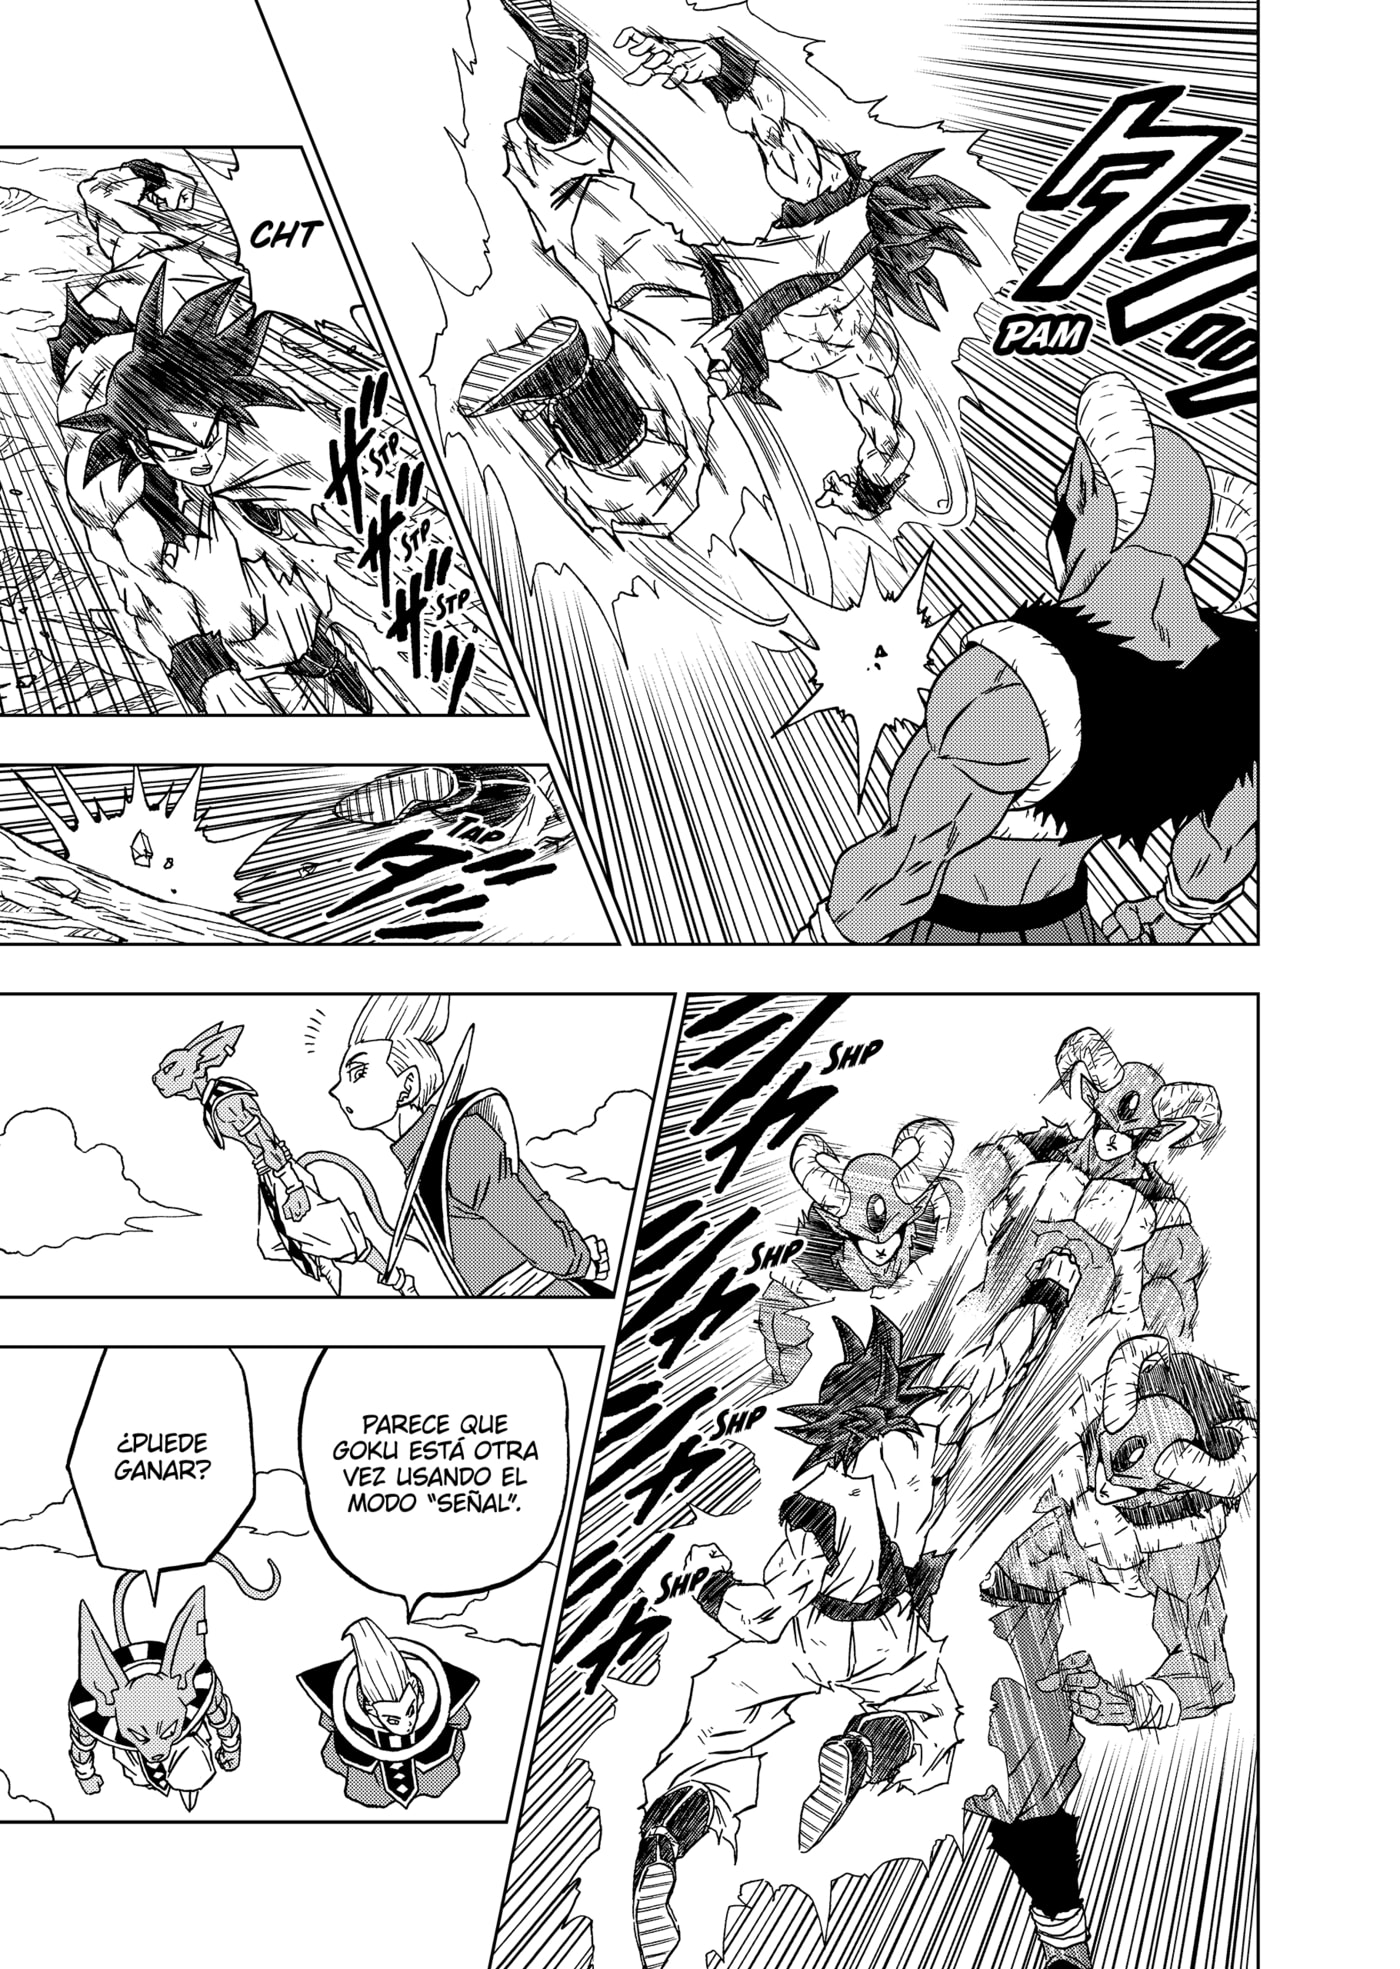 PAM
CHT
STP
STP
STP
TAP
SHP
SHP
SHP
SHP
PARECE QUE
GOKU ESTÁ OTRA
VEZ USANDO EL
MODO “SEÑAL”.
¿PUEDE
GANAR?